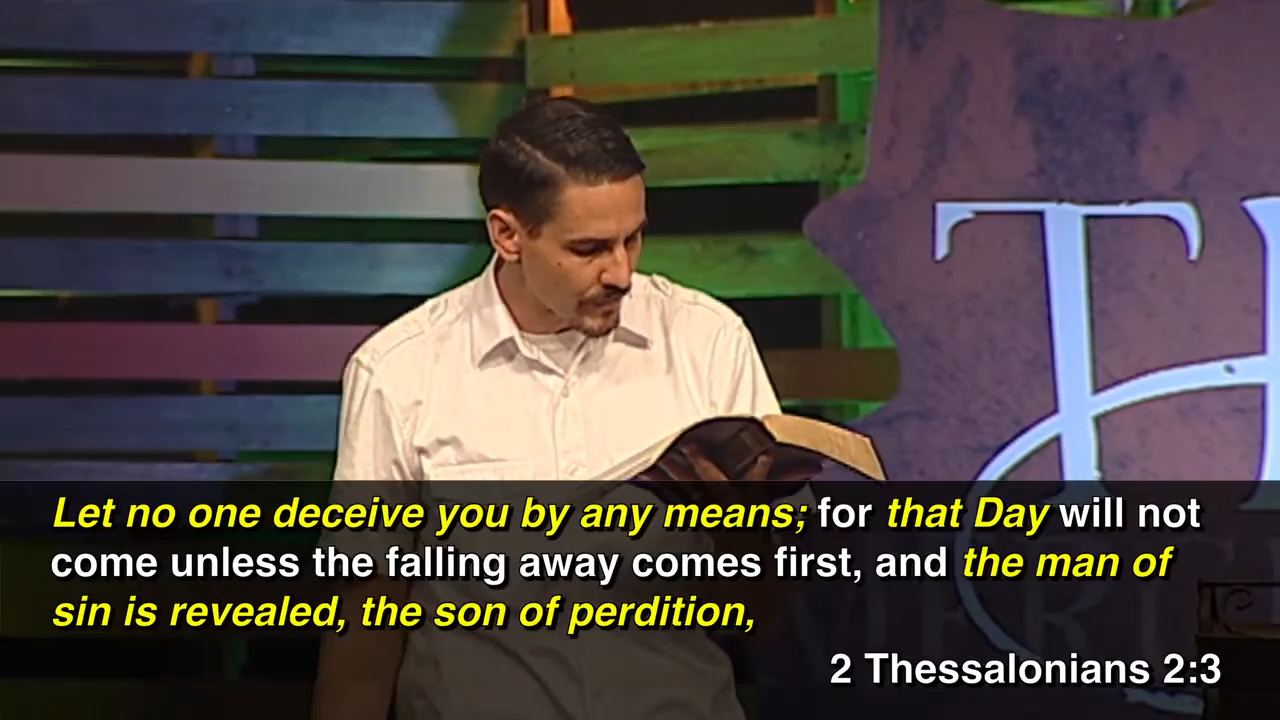 TH
Let no one deceive you by any means; for that Day will not
come unless the falling away comes first, and the man of
sin is revealed, the son of perdition,
2 Thessalonians 2:3